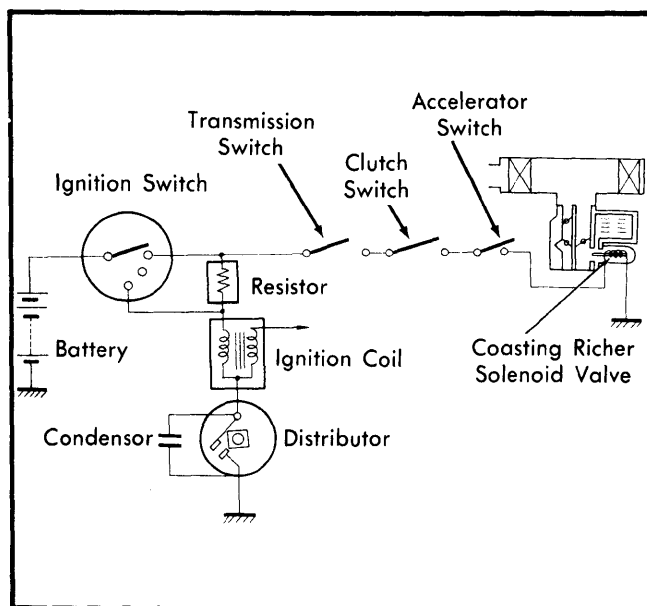 Transmission
Switch
Accelerator
Switch
Clutch
Switch
Ignition Switch
Resistor
Battery
Ignition Coil
Coasting Richer
Solenoid Valve
Condensor
Distributor